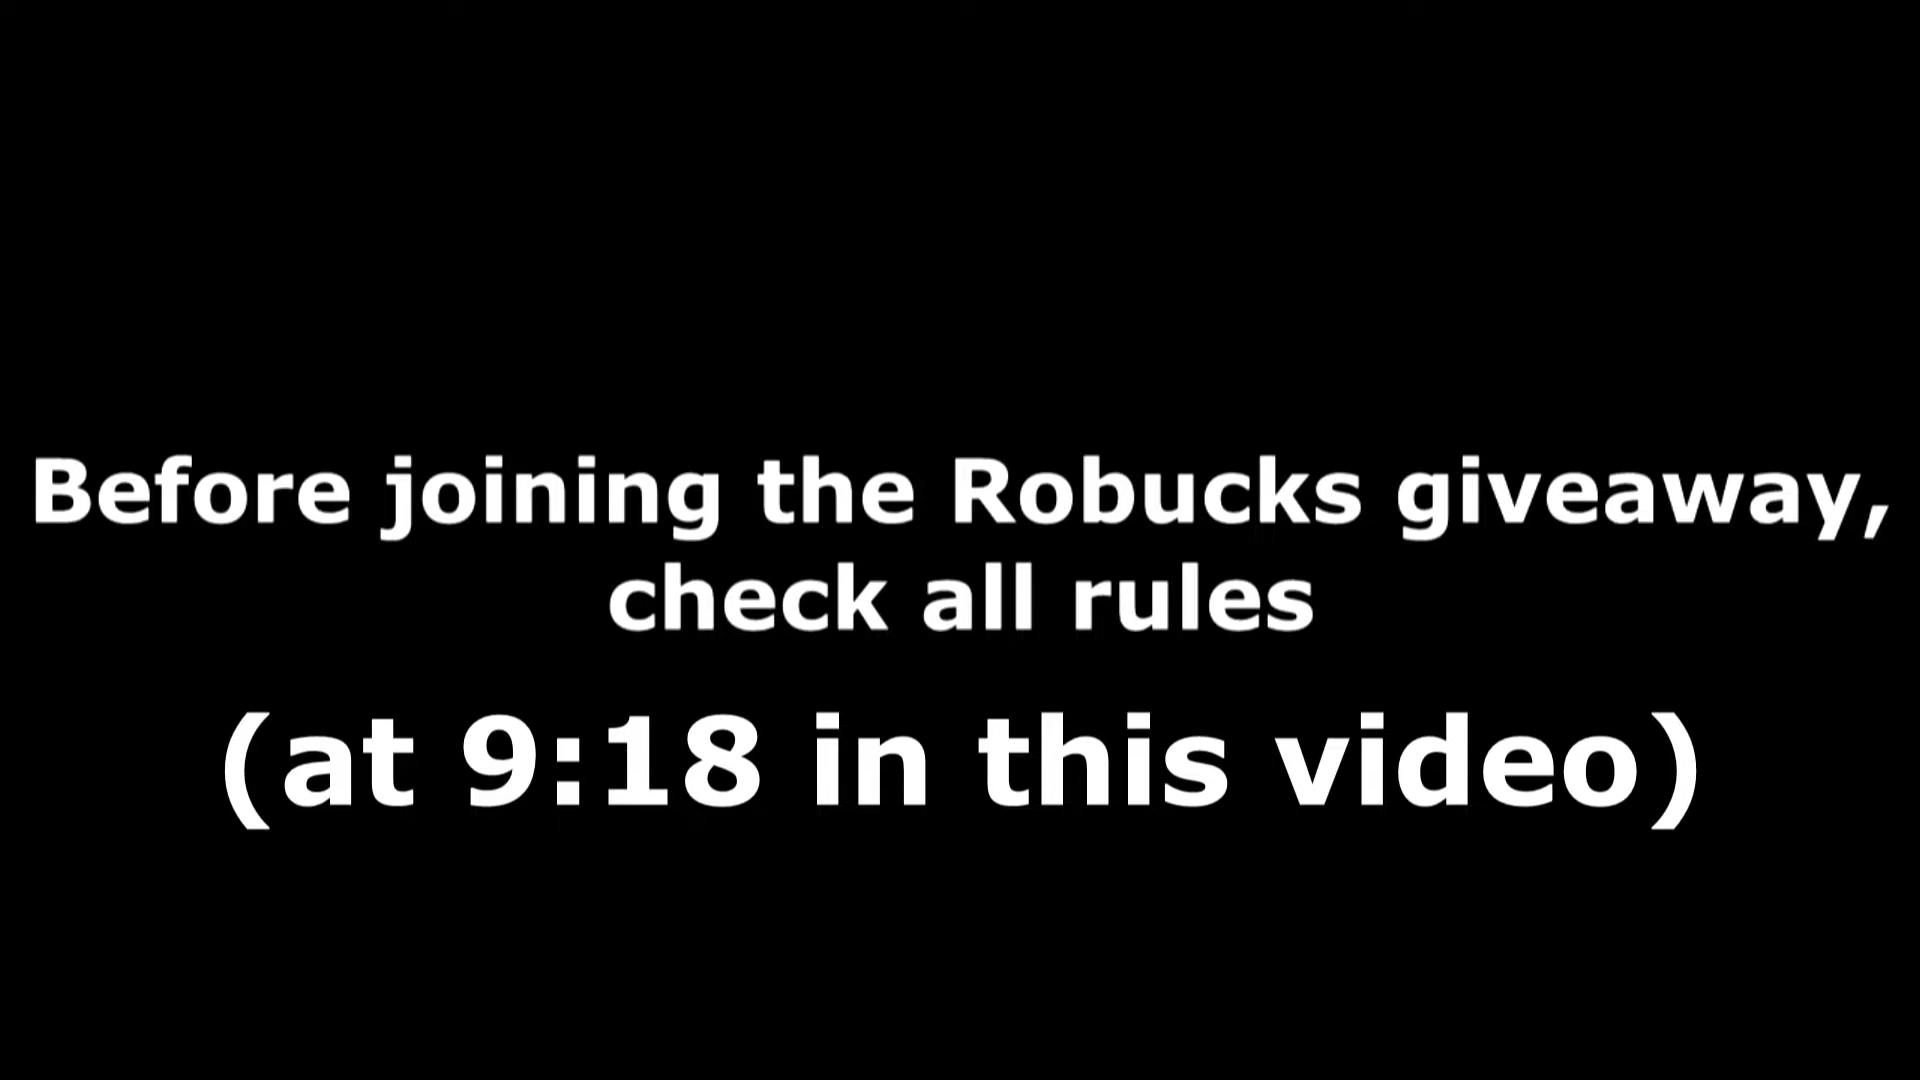 Before joining the Robucks giveaway,
check all rules
(at 9:18 in this video)